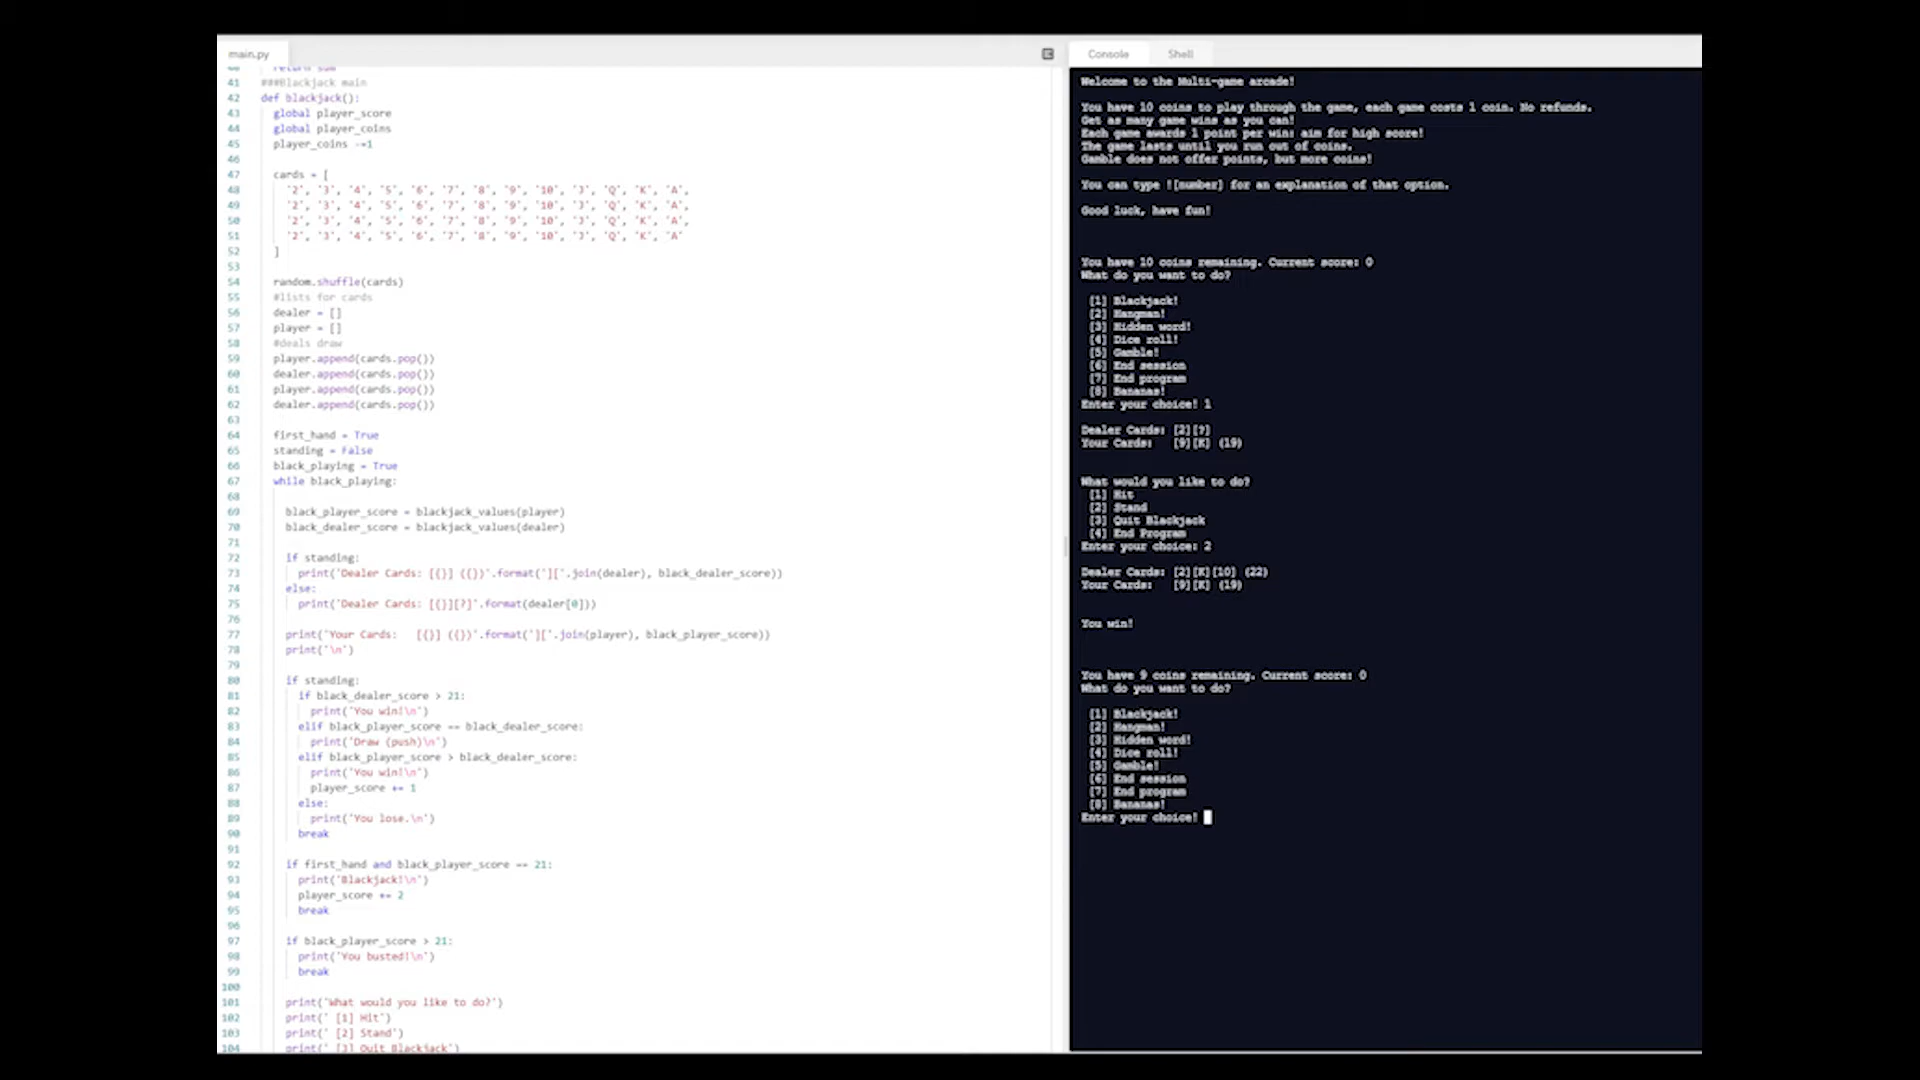 main.py
40 return sum
41 ###Blackjack main
42 def blackjack():
43 global player_score
44 global player_coins
45 player_coins -=1
46
47 cards = [
48 '2', '3', '4', '5', '6', '7', '8', '9', '10', 'J', 'Q', 'K', 'A',
49 '2', '3', '4', '5', '6', '7', '8', '9', '10', 'J', 'Q', 'K', 'A',
50 '2', '3', '4', '5', '6', '7', '8', '9', '10', 'J', 'Q', 'K', 'A',
51 '2', '3', '4', '5', '6', '7', '8', '9', '10', 'J', 'Q', 'K', 'A'
52 ]
53
54 random.shuffle(cards)
55 #lists for cards
56 dealer = []
57 player = []
58 #deals draw
59 player.append(cards.pop())
60 dealer.append(cards.pop())
61 player.append(cards.pop())
62 dealer.append(cards.pop())
63
64 first_hand = True
65 standing = False
66 black_playing = True
67 while black_playing:
68
69 black_player_score = blackjack_values(player)
70 black_dealer_score = blackjack_values(dealer)
71
72 if standing:
73 print('Dealer Cards: [{}] ({})'.format(']['.join(dealer), black_dealer_score))
74 else:
75 print('Dealer Cards: [{}][?]'.format(dealer[0]))
76
77 print('Your Cards:   [{}] ({})'.format(']['.join(player), black_player_score))
78 print('\n')
79
80 if standing:
81 if black_dealer_score > 21:
82 print('You win!\n')
83 elif black_player_score == black_dealer_score:
84 print('Draw (push)\n')
85 elif black_player_score > black_dealer_score:
86 print('You win!\n')
87 player_score += 1
88 else:
89 print('You lose.\n')
90 break
91
92 if first_hand and black_player_score == 21:
93 print('Blackjack!\n')
94 player_score += 2
95 break
96
97 if black_player_score > 21:
98 print('You busted!\n')
99 break
100
101 print('What would you like to do?')
102 print(' [1] Hit')
103 print(' [2] Stand')
104 print(' [3] Quit Blackjack')
Console Shell
Welcome to the Multi-game arcade!
You have 10 coins to play through the game, each game costs 1 coin. No refunds.
Get as many game wins as you can!
Each game awards 1 point per win: aim for high score!
The game lasts until you run out of coins.
Gamble does not offer points, but more coins!
You can type ![number] for an explanation of that option.
Good luck, have fun!
You have 10 coins remaining. Current score: 0
What do you want to do?
[1] Blackjack!
[2] Hangman!
[3] Hidden word!
[4] Dice roll!
[5] Gamble!
[6] End session
[7] End program
[8] Bananas!
Enter your choice! 1
Dealer Cards: [2][?]
Your Cards:   [9][K] (19)
What would you like to do?
[1] Hit
[2] Stand
[3] Quit Blackjack
[4] End Program
Enter your choice: 2
Dealer Cards: [2][K][10] (22)
Your Cards:   [9][K] (19)
You win!
You have 9 coins remaining. Current score: 0
What do you want to do?
[1] Blackjack!
[2] Hangman!
[3] Hidden word!
[4] Dice roll!
[5] Gamble!
[6] End session
[7] End program
[8] Bananas!
Enter your choice!